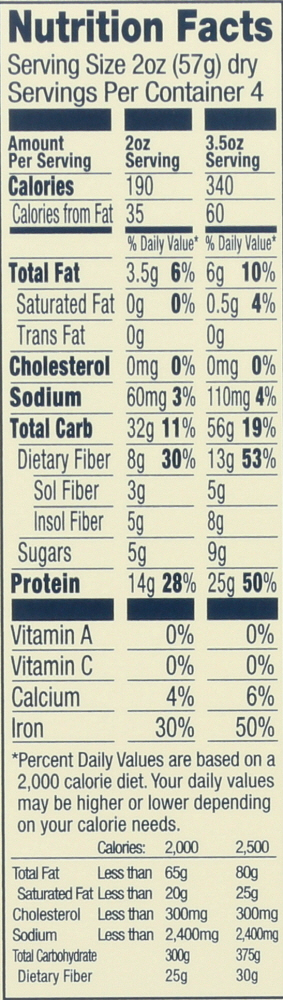 Nutrition Facts
Serving Size 2oz (57g) dry
Servings Per Container 4
Amount Per Serving 2oz Serving 3.5oz Serving
Calories 190 340
Calories from Fat 35 60
% Daily Value* % Daily Value*
Total Fat 3.5g 6% 6g 10%
Saturated Fat 0g 0% 0.5g 4%
Trans Fat 0g 0g
Cholesterol 0mg 0% 0mg 0%
Sodium 60mg 3% 110mg 4%
Total Carb 32g 11% 56g 19%
Dietary Fiber 8g 30% 13g 53%
Sol Fiber 3g 5g
Insol Fiber 5g 8g
Sugars 5g 9g
Protein 14g 28% 25g 50%
Vitamin A 0% 0%
Vitamin C 0% 0%
Calcium 4% 6%
Iron 30% 50%
*Percent Daily Values are based on a
2,000 calorie diet. Your daily values
may be higher or lower depending
on your calorie needs.
Calories: 2,000 2,500
Total Fat Less than 65g 80g
Saturated Fat Less than 20g 25g
Cholesterol Less than 300mg 300mg
Sodium Less than 2,400mg 2,400mg
Total Carbohydrate 300g 375g
Dietary Fiber 25g 30g